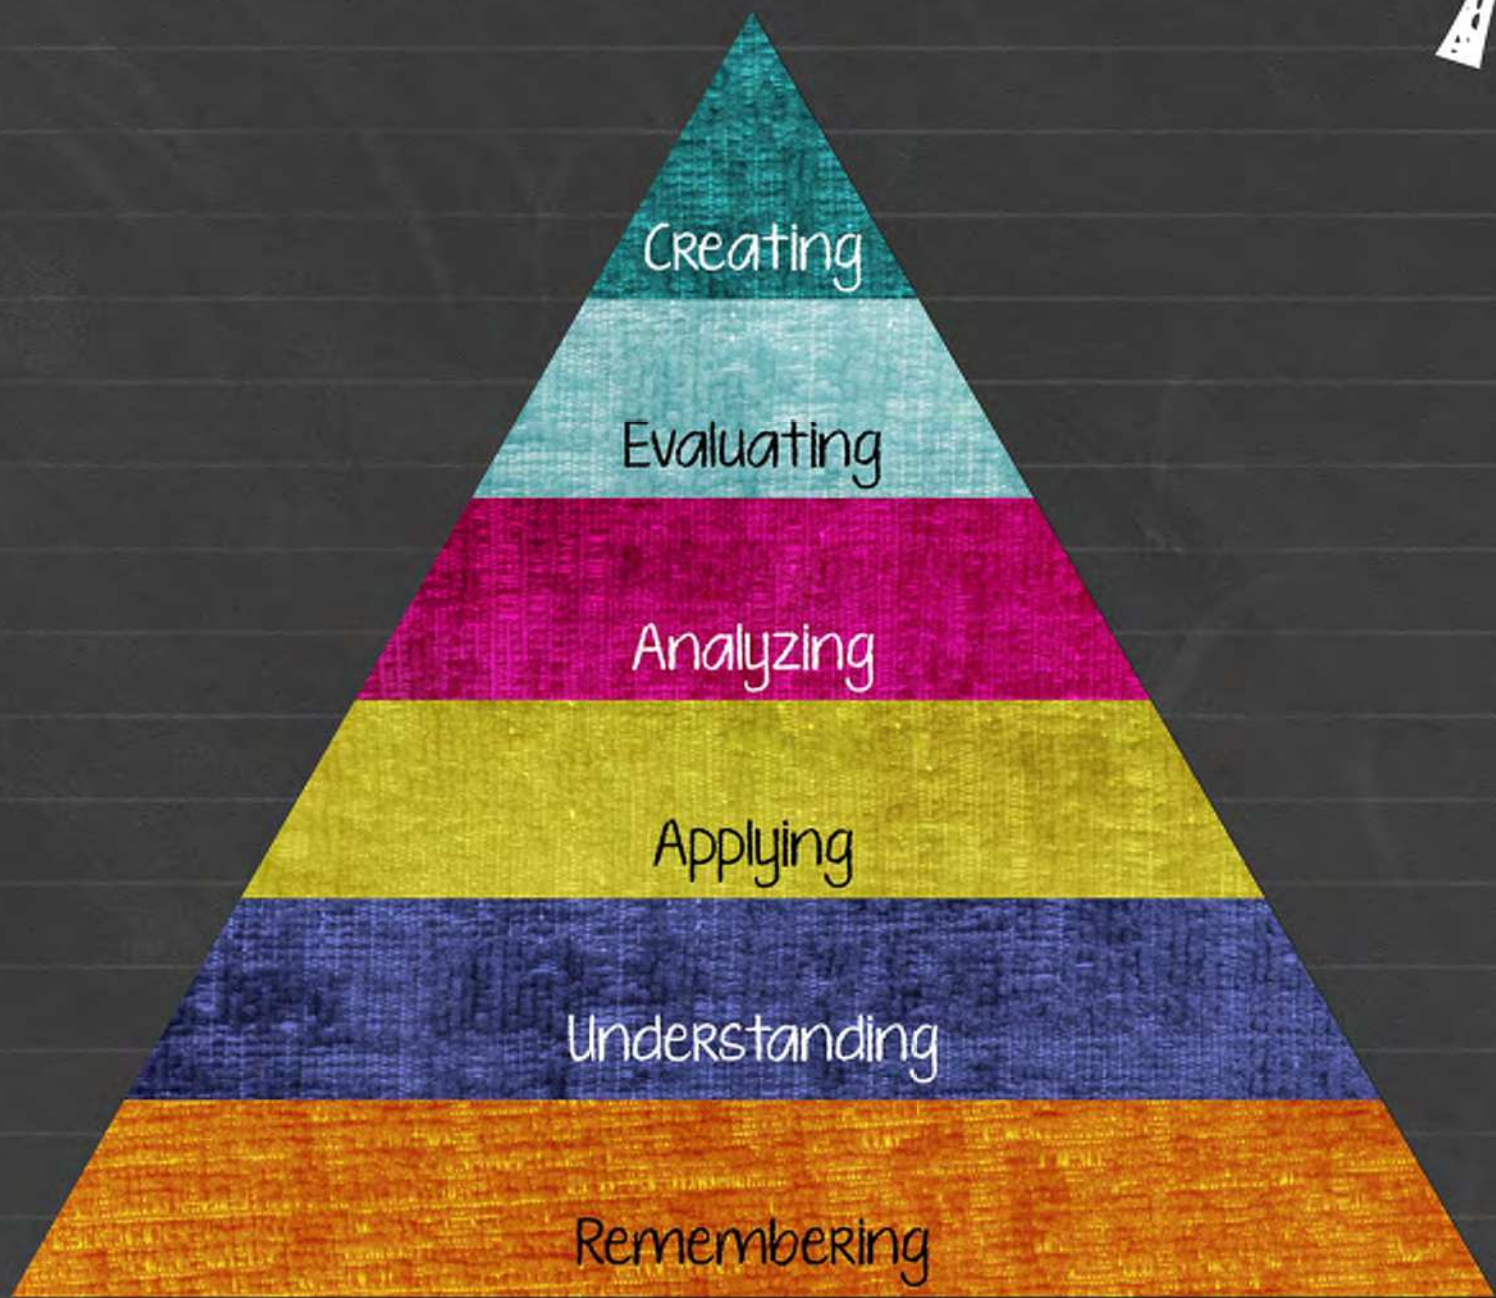 Creating
Evaluating
Analyzing
Applying
Understanding
Remembering